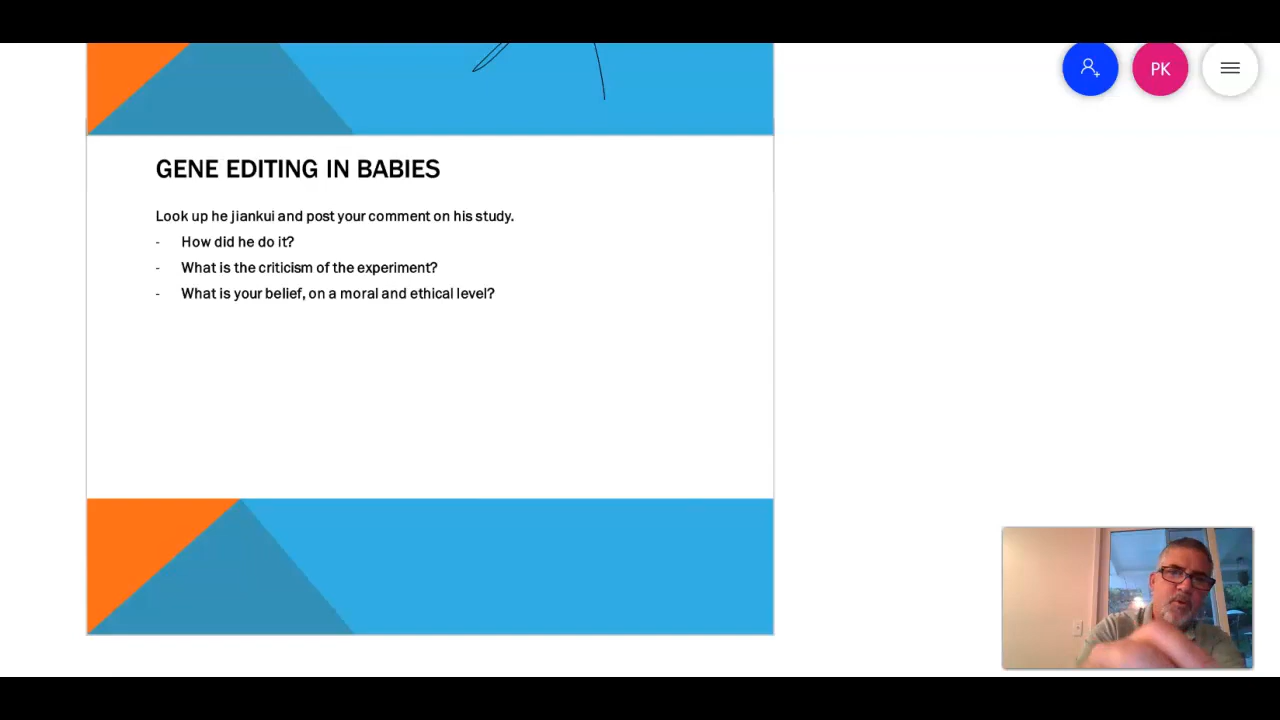 PK
GENE EDITING IN BABIES
Look up he jiankui and post your comment on his study.
- How did he do it?
- What is the criticism of the experiment?
- What is your belief, on a moral and ethical level?